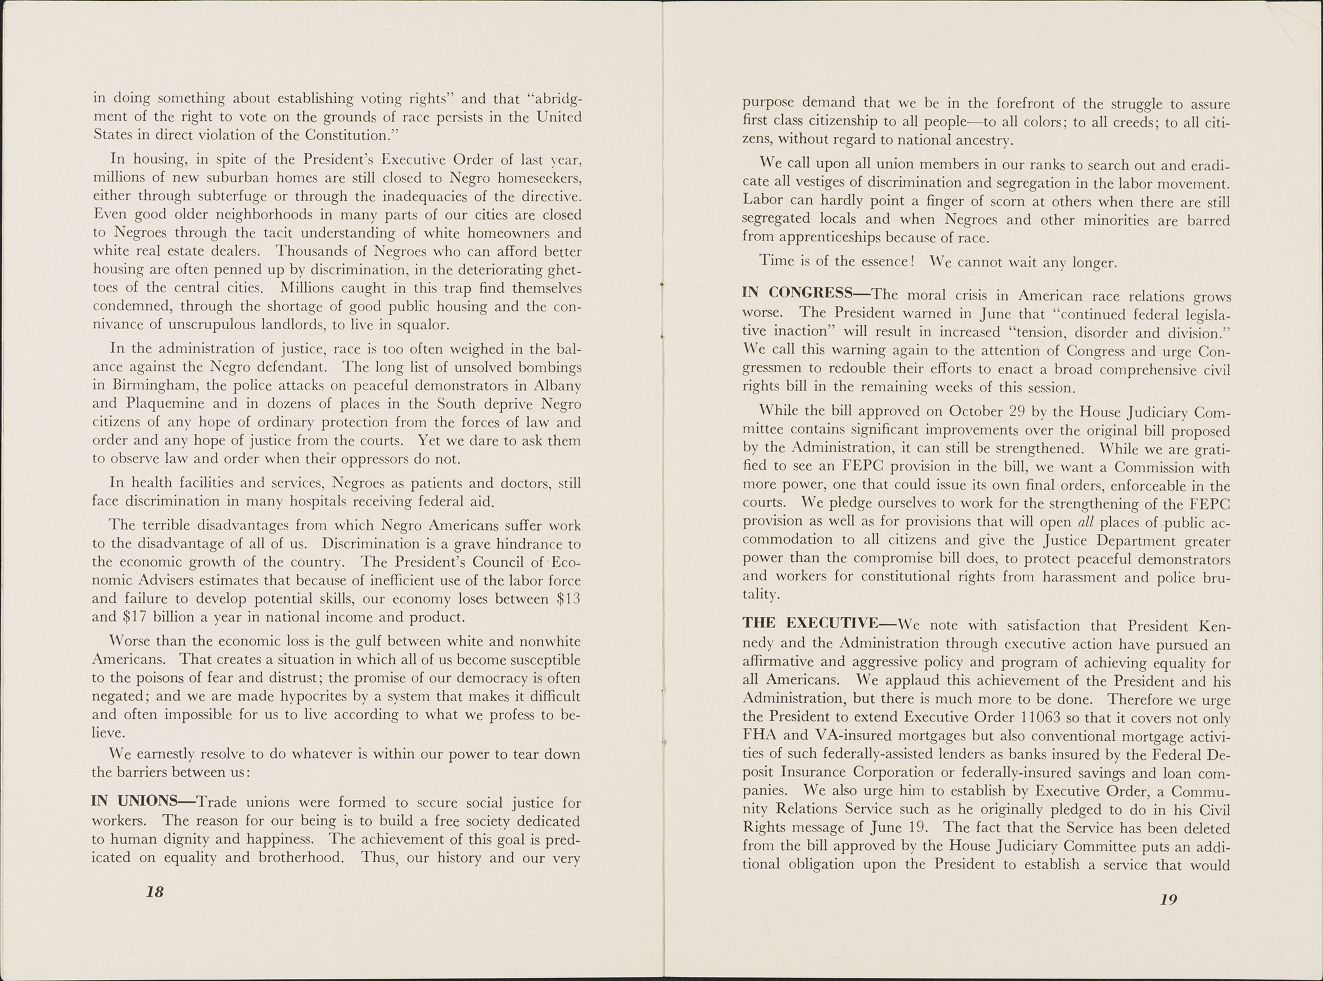 in doing something about establishing voting rights” and that “abridg-
ment of the right to vote on the grounds of race persists in the United
States in direct violation of the Constitution.”
In housing, in spite of the President’s Executive Order of last year,
millions of new suburban homes are still closed to Negro homeseekers,
either through subterfuge or through the inadequacies of the directive.
Even good older neighborhoods in many parts of our cities are closed
to Negroes through the tacit understanding of white homeowners and
white real estate dealers. Thousands of Negroes who can afford better
housing are often penned up by discrimination, in the deteriorating ghet-
toes of the central cities. Millions caught in this trap find themselves
condemned, through the shortage of good public housing and the con-
nivance of unscrupulous landlords, to live in squalor.
In the administration of justice, race is too often weighed in the bal-
ance against the Negro defendant. The long list of unsolved bombings
in Birmingham, the police attacks on peaceful demonstrators in Albany
and Plaquemine and in dozens of places in the South deprive Negro
citizens of any hope of ordinary protection from the forces of law and
order and any hope of justice from the courts. Yet we dare to ask them
to observe law and order when their oppressors do not.
In health facilities and services, Negroes as patients and doctors, still
face discrimination in many hospitals receiving federal aid.
The terrible disadvantages from which Negro Americans suffer work
to the disadvantage of all of us. Discrimination is a grave hindrance to
the economic growth of the country. The President’s Council of Eco-
nomic Advisers estimates that because of inefficient use of the labor force
and failure to develop potential skills, our economy loses between $13
and $17 billion a year in national income and product.
Worse than the economic loss is the gulf between white and nonwhite
Americans. That creates a situation in which all of us become susceptible
to the poisons of fear and distrust; the promise of our democracy is often
negated; and we are made hypocrites by a system that makes it difficult
and often impossible for us to live according to what we profess to be-
lieve.
We earnestly resolve to do whatever is within our power to tear down
the barriers between us:
IN UNIONS—Trade unions were formed to secure social justice for
workers. The reason for our being is to build a free society dedicated
to human dignity and happiness. The achievement of this goal is pred-
icated on equality and brotherhood. Thus, our history and our very
18
purpose demand that we be in the forefront of the struggle to assure
first class citizenship to all people—to all colors; to all creeds; to all citi-
zens, without regard to national ancestry.
We call upon all union members in our ranks to search out and eradi-
cate all vestiges of discrimination and segregation in the labor movement.
Labor can hardly point a finger of scorn at others when there are still
segregated locals and when Negroes and other minorities are barred
from apprenticeships because of race.
Time is of the essence! We cannot wait any longer.
IN CONGRESS—The moral crisis in American race relations grows
worse. The President warned in June that “continued federal legisla-
tive inaction” will result in increased “tension, disorder and division.”
We call this warning again to the attention of Congress and urge Con-
gressmen to redouble their efforts to enact a broad comprehensive civil
rights bill in the remaining weeks of this session.
While the bill approved on October 29 by the House Judiciary Com-
mittee contains significant improvements over the original bill proposed
by the Administration, it can still be strengthened. While we are grati-
fied to see an FEPC provision in the bill, we want a Commission with
more power, one that could issue its own final orders, enforceable in the
courts. We pledge ourselves to work for the strengthening of the FEPC
provision as well as for provisions that will open all places of public ac-
commodation to all citizens and give the Justice Department greater
power than the compromise bill does, to protect peaceful demonstrators
and workers for constitutional rights from harassment and police bru-
tality.
THE EXECUTIVE—We note with satisfaction that President Ken-
nedy and the Administration through executive action have pursued an
affirmative and aggressive policy and program of achieving equality for
all Americans. We applaud this achievement of the President and his
Administration, but there is much more to be done. Therefore we urge
the President to extend Executive Order 11063 so that it covers not only
FHA and VA-insured mortgages but also conventional mortgage activi-
ties of such federally-assisted lenders as banks insured by the Federal De-
posit Insurance Corporation or federally-insured savings and loan com-
panies. We also urge him to establish by Executive Order, a Commu-
nity Relations Service such as he originally pledged to do in his Civil
Rights message of June 19. The fact that the Service has been deleted
from the bill approved by the House Judiciary Committee puts an addi-
tional obligation upon the President to establish a service that would
19